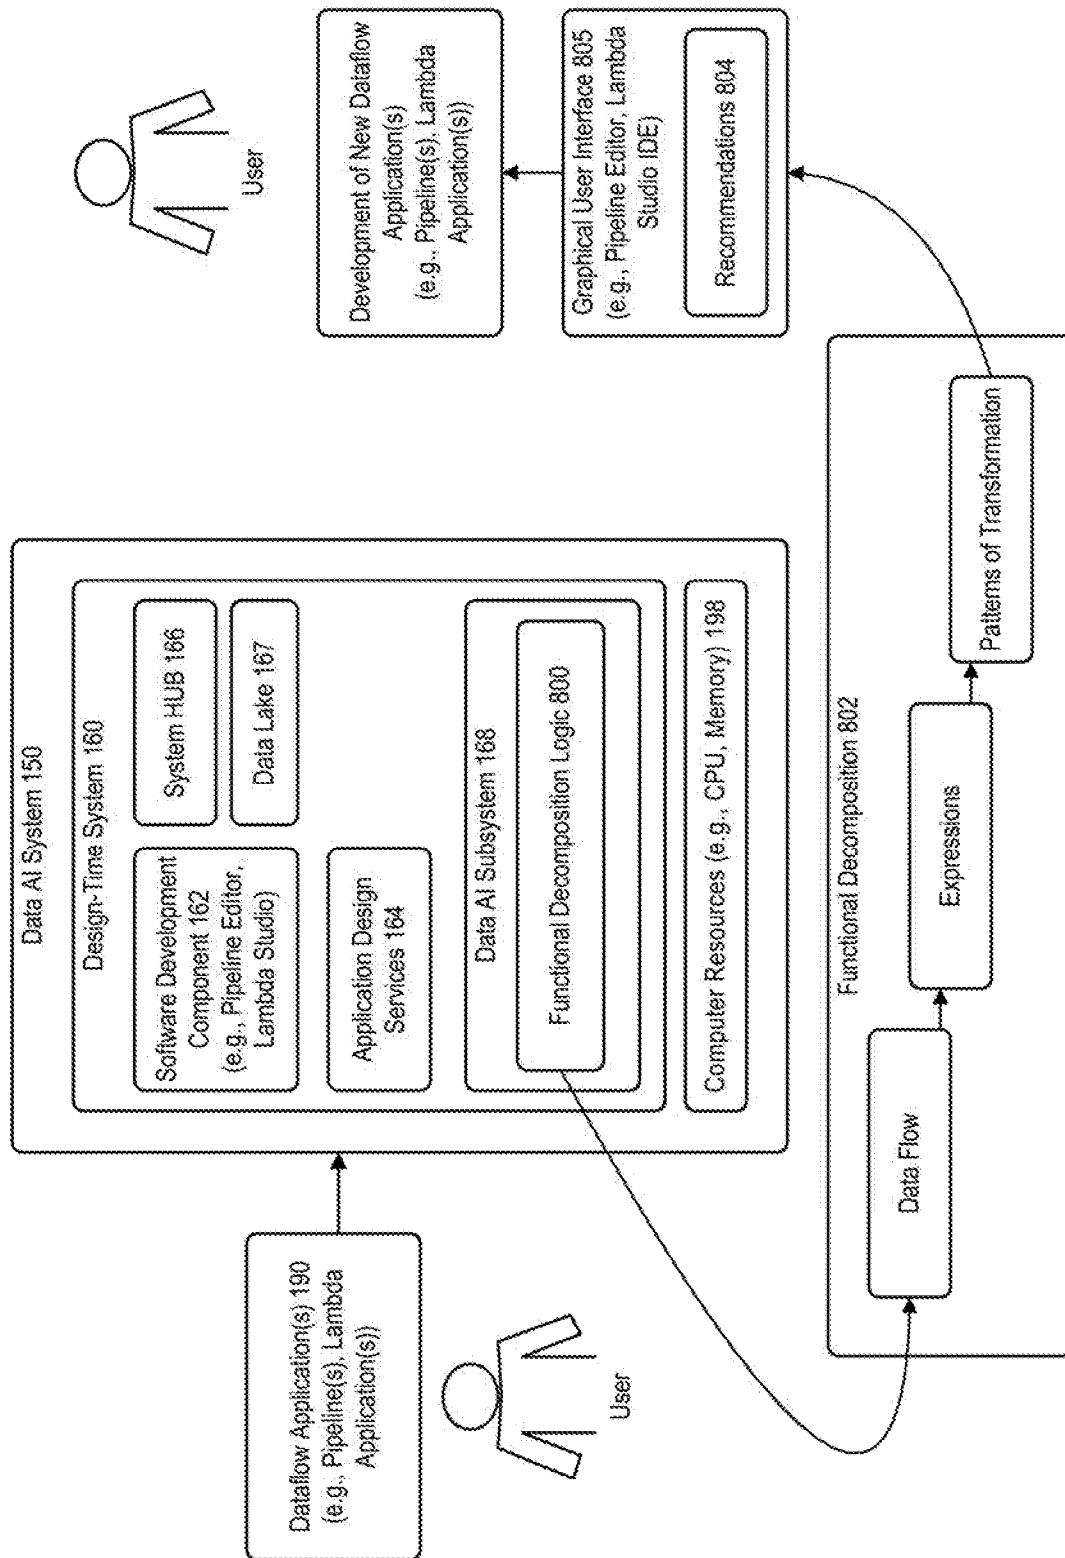 Dataflow Application(s) 190
(e.g., Pipeline(s), Lambda
Application(s))
User
Data AI System 150
Design-Time System 160
Software Development
Component 162
(e.g., Pipeline Editor,
Lambda Studio)
System HUB 166
Data Lake 167
Application Design
Services 164
Data AI Subsystem 168
Functional Decomposition Logic 800
Computer Resources (e.g., CPU, Memory) 198
User
Development of New Dataflow
Application(s)
(e.g., Pipeline(s), Lambda
Application(s))
Graphical User Interface 805
(e.g., Pipeline Editor, Lambda
Studio IDE)
Recommendations 804
Functional Decomposition 802
Data Flow
Expressions
Patterns of Transformation